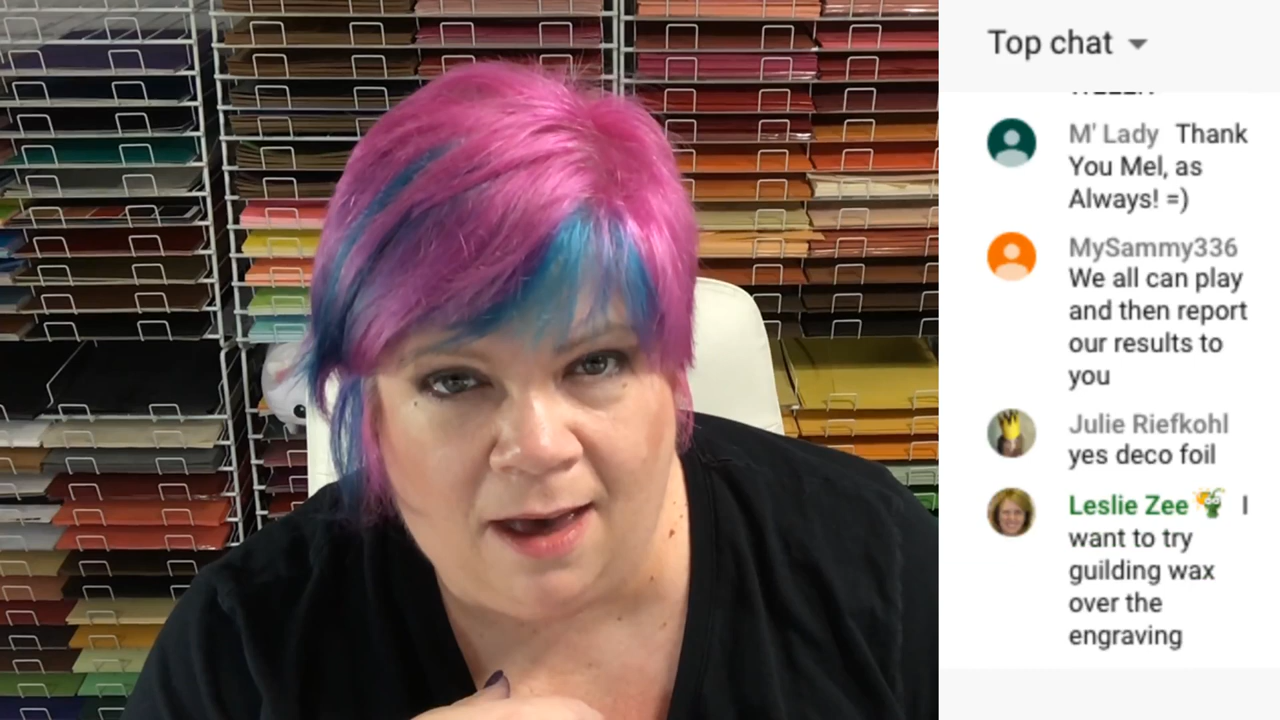 Top chat
M' Lady Thank
You Mel, as
Always! =)
MySammy336
We all can play
and then report
our results to
you
Julie Riefkohl
yes deco foil
Leslie Zee I
want to try
guilding wax
over the
engraving